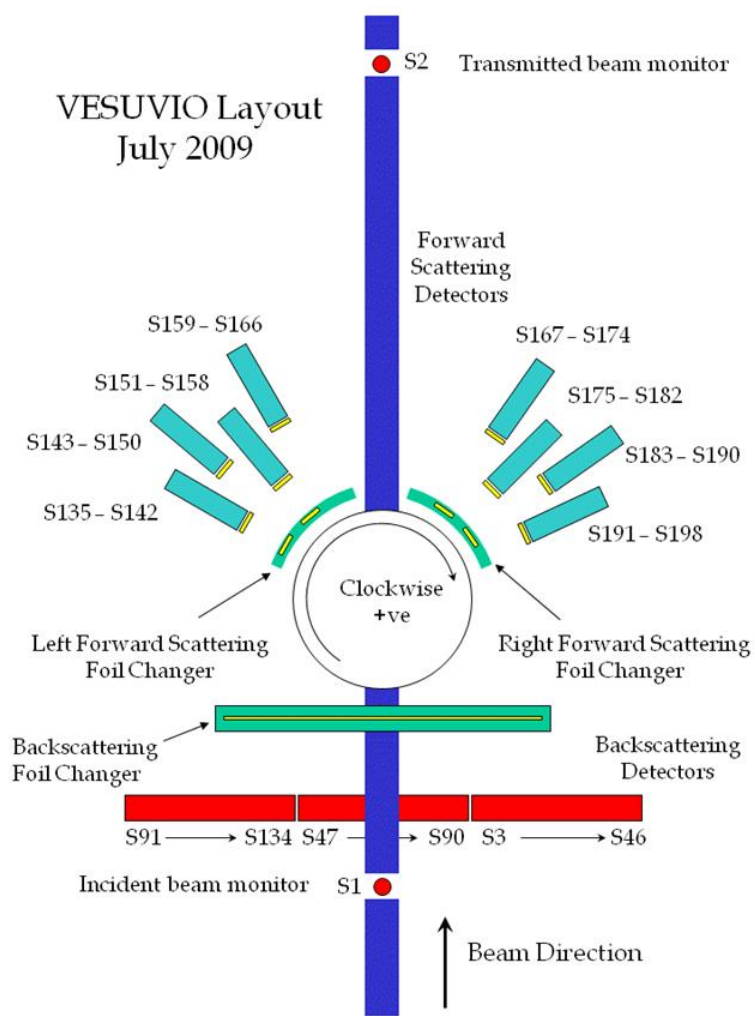 S2 Transmitted beam monitor
VESUVIO Layout
July 2009
Forward
Scattering
Detectors
S159 – S166
S167 – S174
S151 – S158
S175 – S182
S143 – S150
S183 – S190
S135 – S142
S191 – S198
Clockwise
+ve
Left Forward Scattering
Foil Changer
Right Forward Scattering
Foil Changer
Backscattering
Foil Changer
Backscattering
Detectors
S91 S134 S47 S90 S3 S46
Incident beam monitor S1
Beam Direction